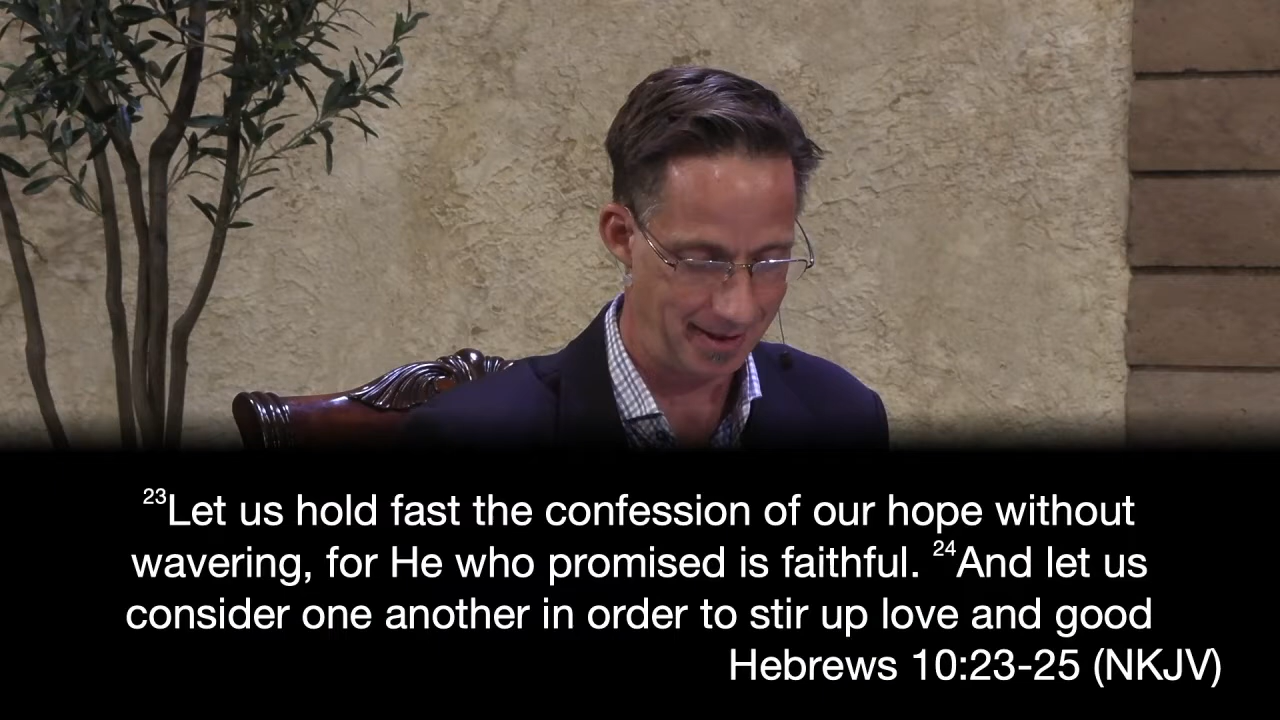 ²³Let us hold fast the confession of our hope without
wavering, for He who promised is faithful. ²⁴And let us
consider one another in order to stir up love and good
Hebrews 10:23-25 (NKJV)